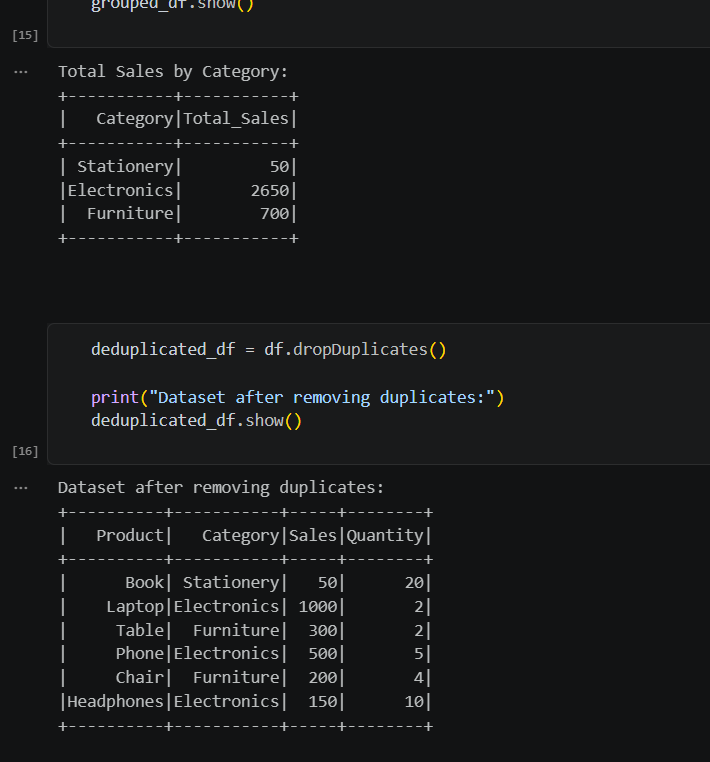 grouped_df.show()
[15]
... Total Sales by Category:
+-----------+-----------+
|   Category|Total_Sales|
+-----------+-----------+
| Stationery|         50|
|Electronics|       2650|
|  Furniture|        700|
+-----------+-----------+
deduplicated_df = df.dropDuplicates()
print("Dataset after removing duplicates:")
deduplicated_df.show()
[16]
... Dataset after removing duplicates:
+----------+-----------+-----+--------+
|   Product|   Category|Sales|Quantity|
+----------+-----------+-----+--------+
|      Book| Stationery|   50|      20|
|    Laptop|Electronics| 1000|       2|
|     Table|  Furniture|  300|       2|
|     Phone|Electronics|  500|       5|
|     Chair|  Furniture|  200|       4|
|Headphones|Electronics|  150|      10|
+----------+-----------+-----+--------+